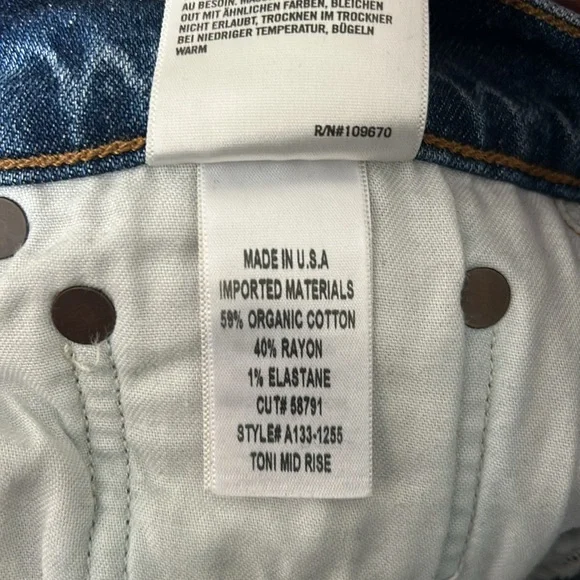 AU BESOIN.
OUT MIT ÄHNLICHEN FARBEN, BLEICHEN
NICHT ERLAUBT, TROCKNEN IM TROCKNER
BEI NIEDRIGER TEMPERATUR, BÜGELN
WARM
R/N#109670
MADE IN U.S.A
IMPORTED MATERIALS
59% ORGANIC COTTON
40% RAYON
1% ELASTANE
CUT# 58791
STYLE# A133-1255
TONI MID RISE